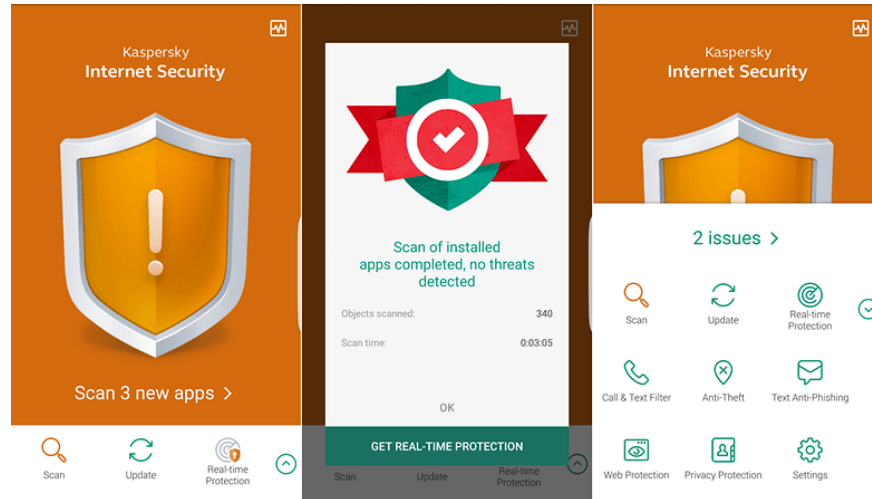 Kaspersky
Internet Security
Scan 3 new apps >
Scan
Update
Real-time
Protection
Scan of installed
apps completed, no threats
detected
Objects scanned: 340
Scan time: 0:03:05
OK
GET REAL-TIME PROTECTION
Scan
Update
Real-time
Protection
Kaspersky
Internet Security
2 issues >
Scan
Update
Real-time
Protection
Call & Text Filter
Anti-Theft
Text Anti-Phishing
Web Protection
Privacy Protection
Settings